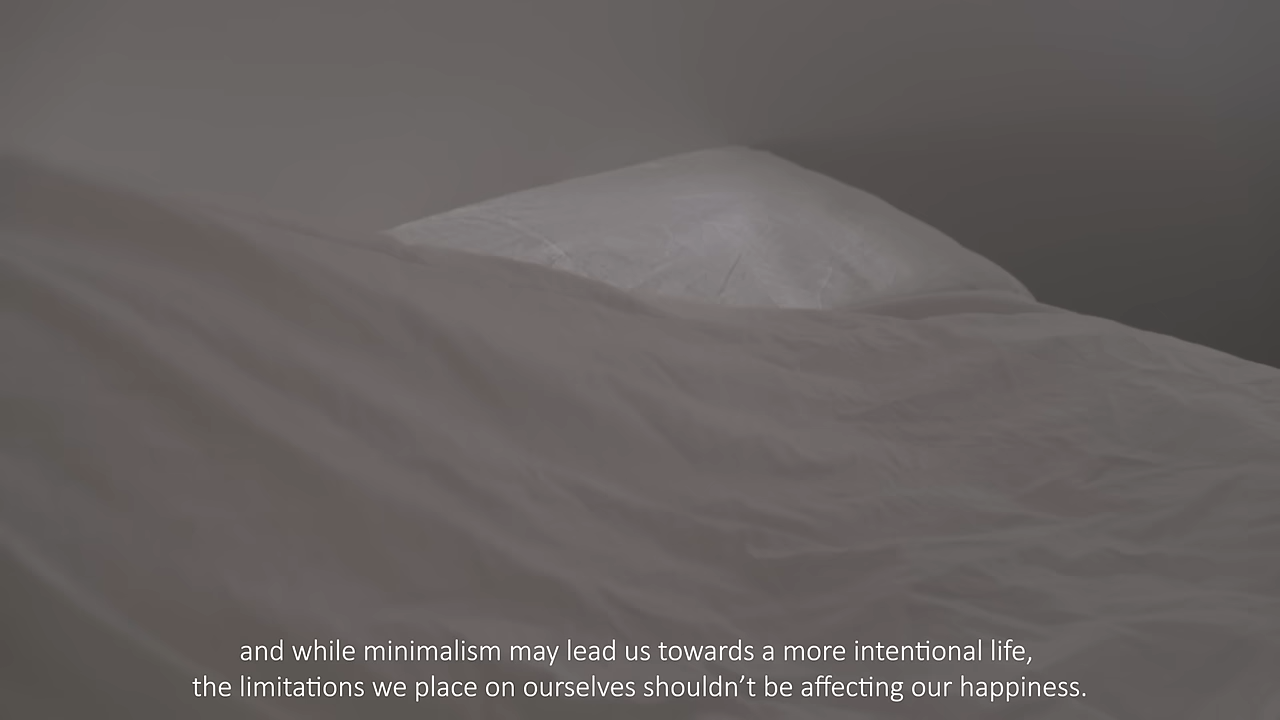 and while minimalism may lead us towards a more intentional life,
the limitations we place on ourselves shouldn’t be affecting our happiness.